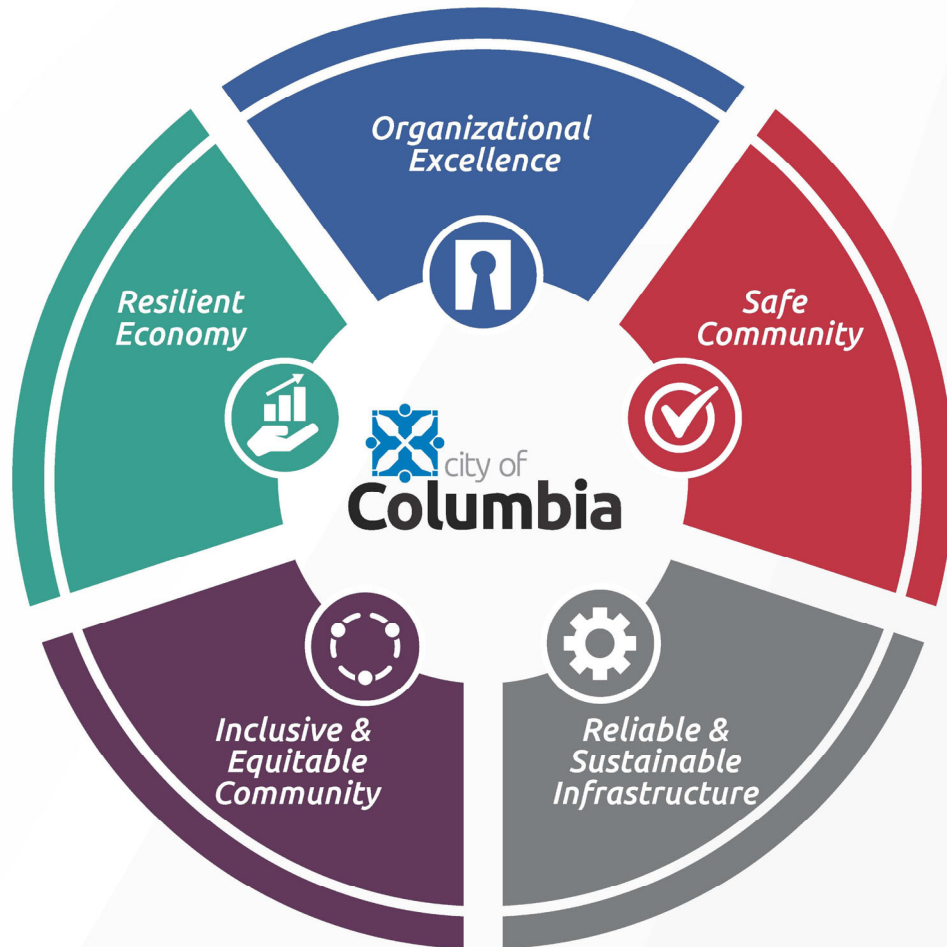 Organizational
Excellence
Safe
Community
Reliable &
Sustainable
Infrastructure
Inclusive &
Equitable
Community
Resilient
Economy
city of
Columbia